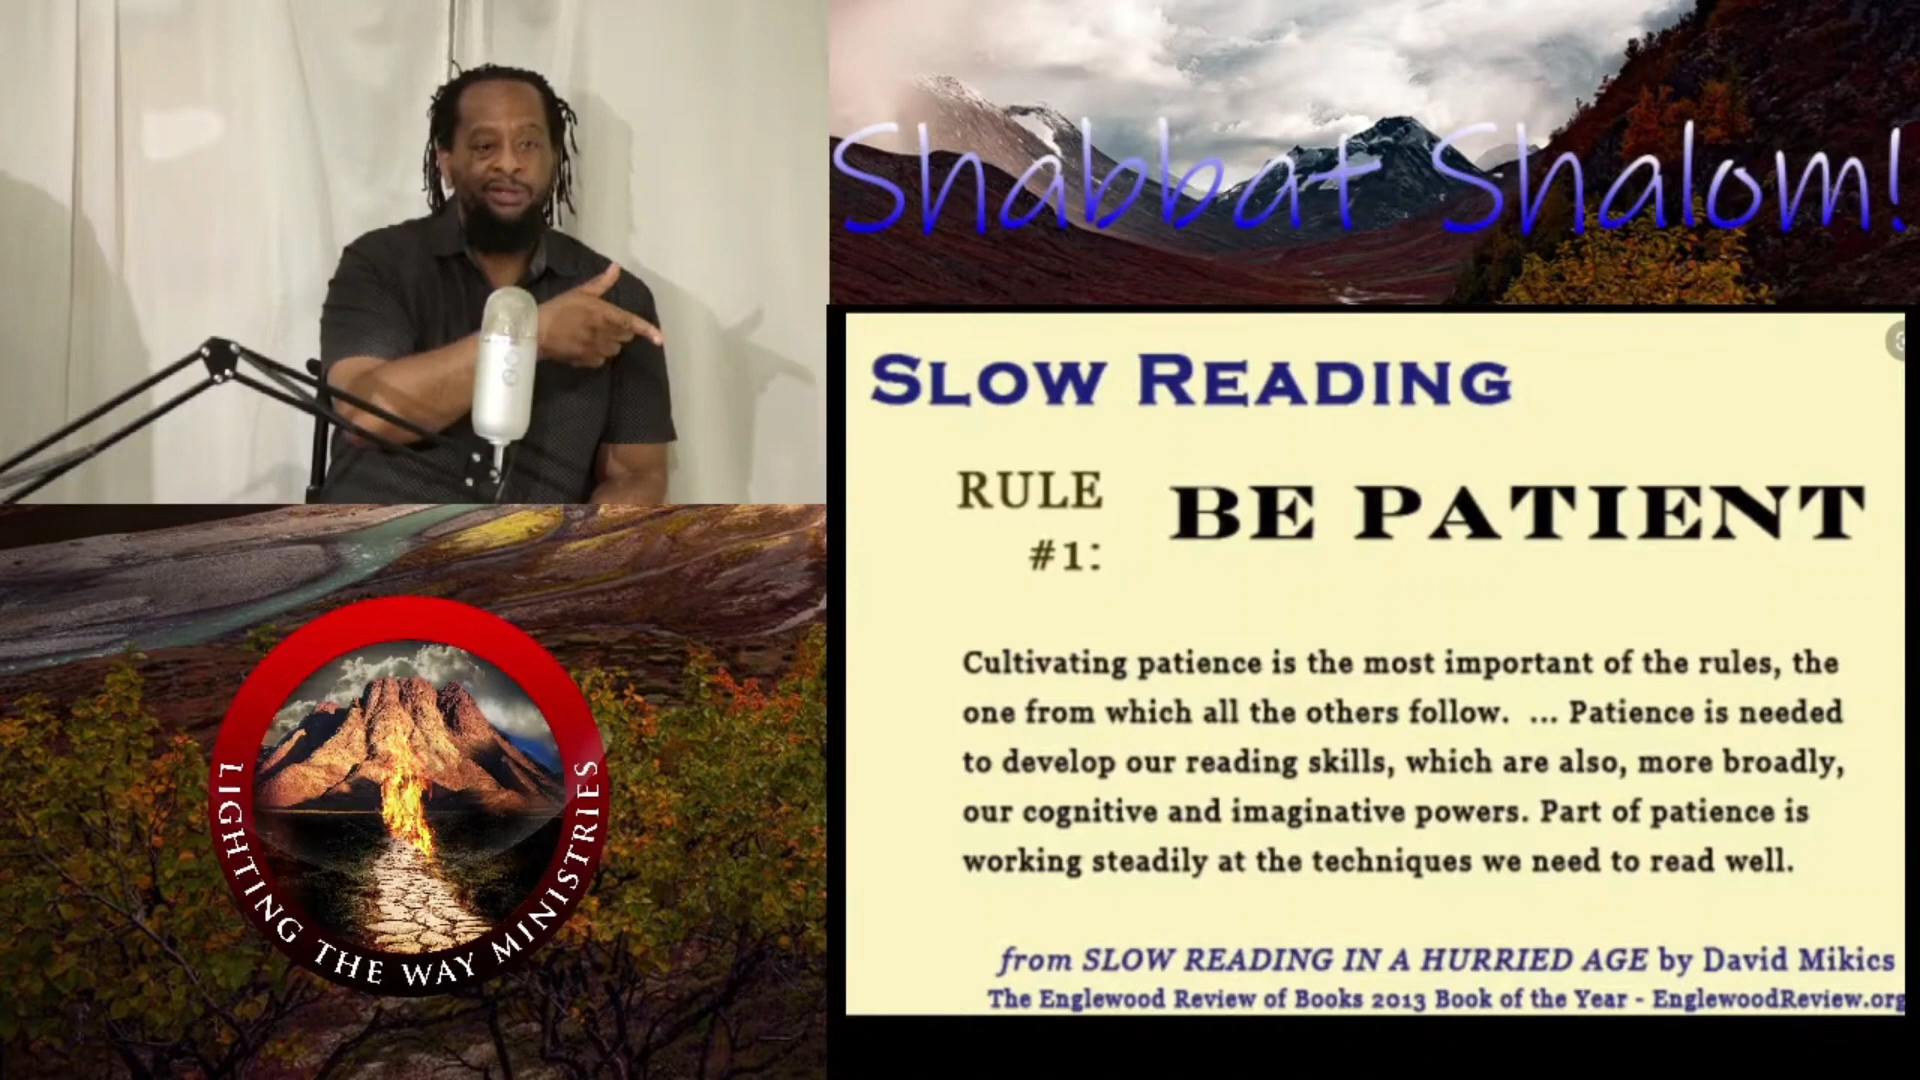 Shabbat Shalom!
SLOW READING
RULE
#1:
BE PATIENT
Cultivating patience is the most important of the rules, the
one from which all the others follow. ... Patience is needed
to develop our reading skills, which are also, more broadly,
our cognitive and imaginative powers. Part of patience is
working steadily at the techniques we need to read well.
from SLOW READING IN A HURRIED AGE by David Mikics
The Englewood Review of Books 2013 Book of the Year - EnglewoodReview.org
LIGHTING THE WAY MINISTRIES